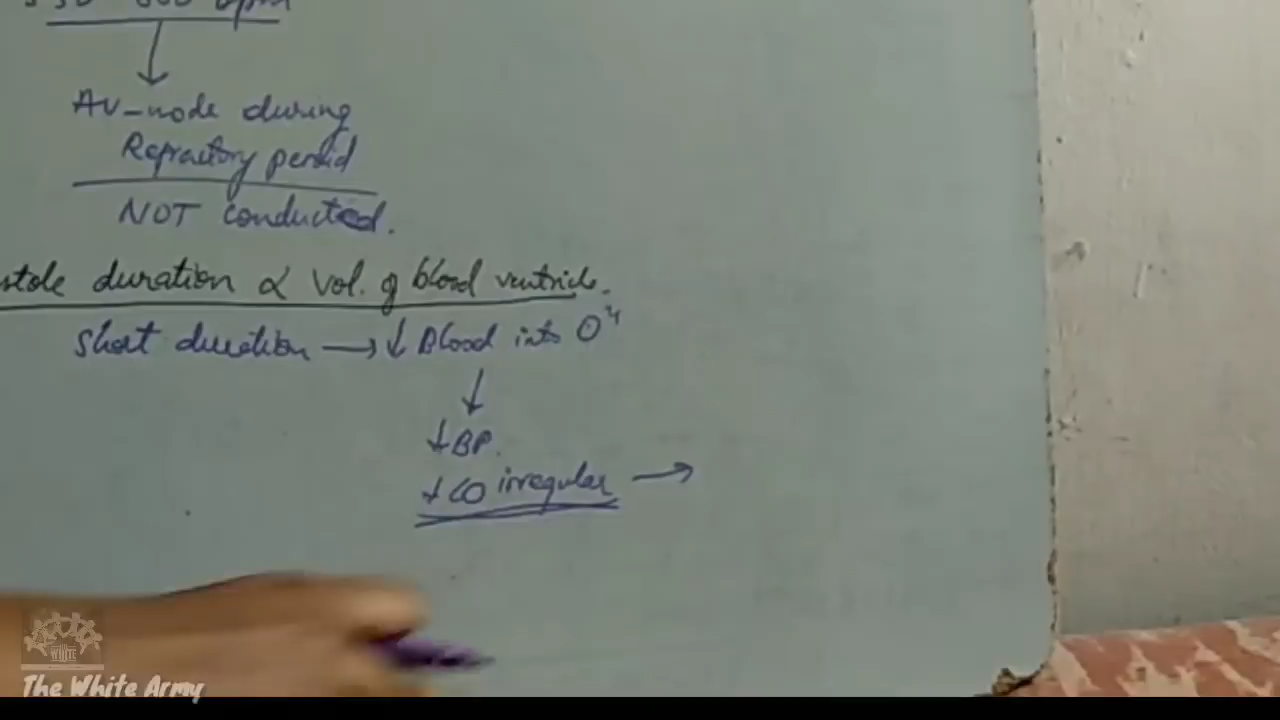 AV-node during
Refractory period
NOT conducted.
stole duration ∝ Vol. of blood ventricle.
Short duration → ↓ Blood into
↓
↓ BP.
↓ CO irregular →
WHITE
The White Army